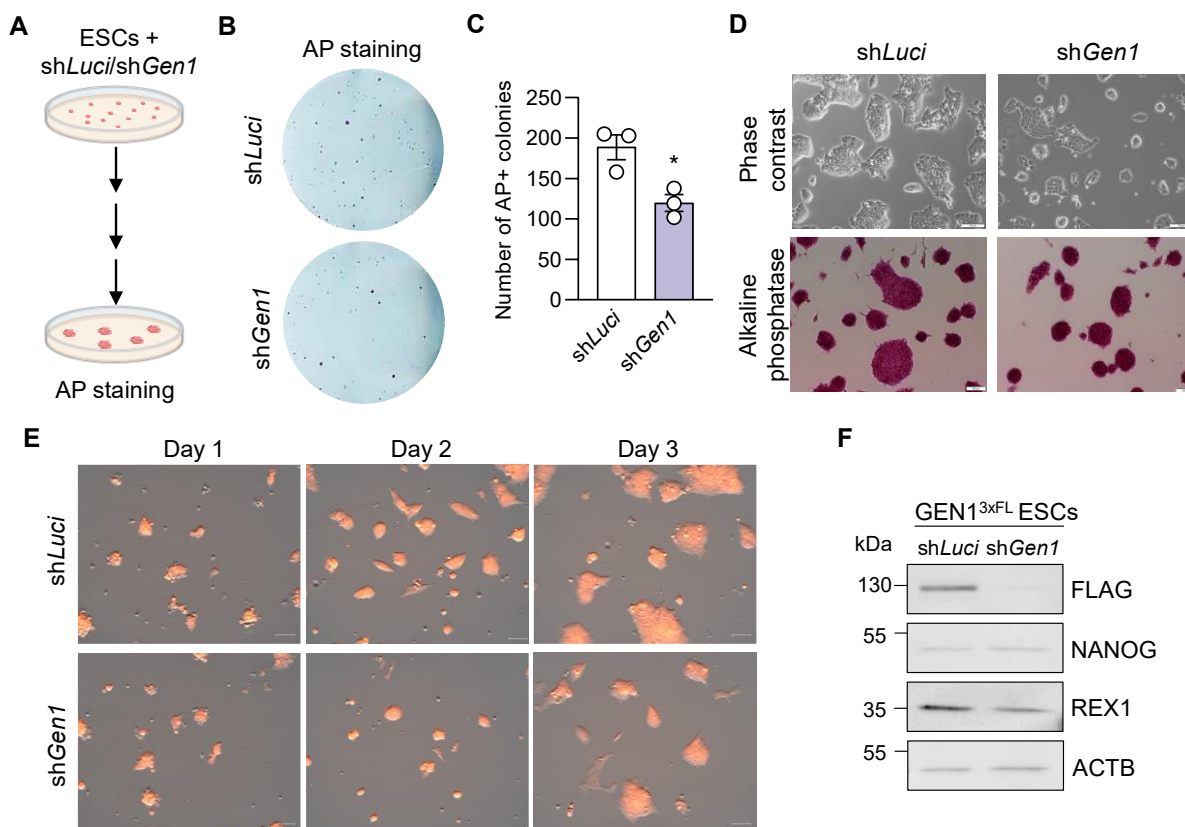 A
ESCs +
shLuci/shGen1
AP staining
B
AP staining
shLuci
shGen1
C
Number of AP+ colonies
250
200
150
100
50
0
*
shLuci
shGen1
D
shLuci
shGen1
Phase
contrast
Alkaline
phosphatase
E
Day 1
Day 2
Day 3
shLuci
shGen1
F
GEN1³ˣᶠᴸ ESCs
kDa
shLuci shGen1
130
FLAG
55
NANOG
35
REX1
55
ACTB